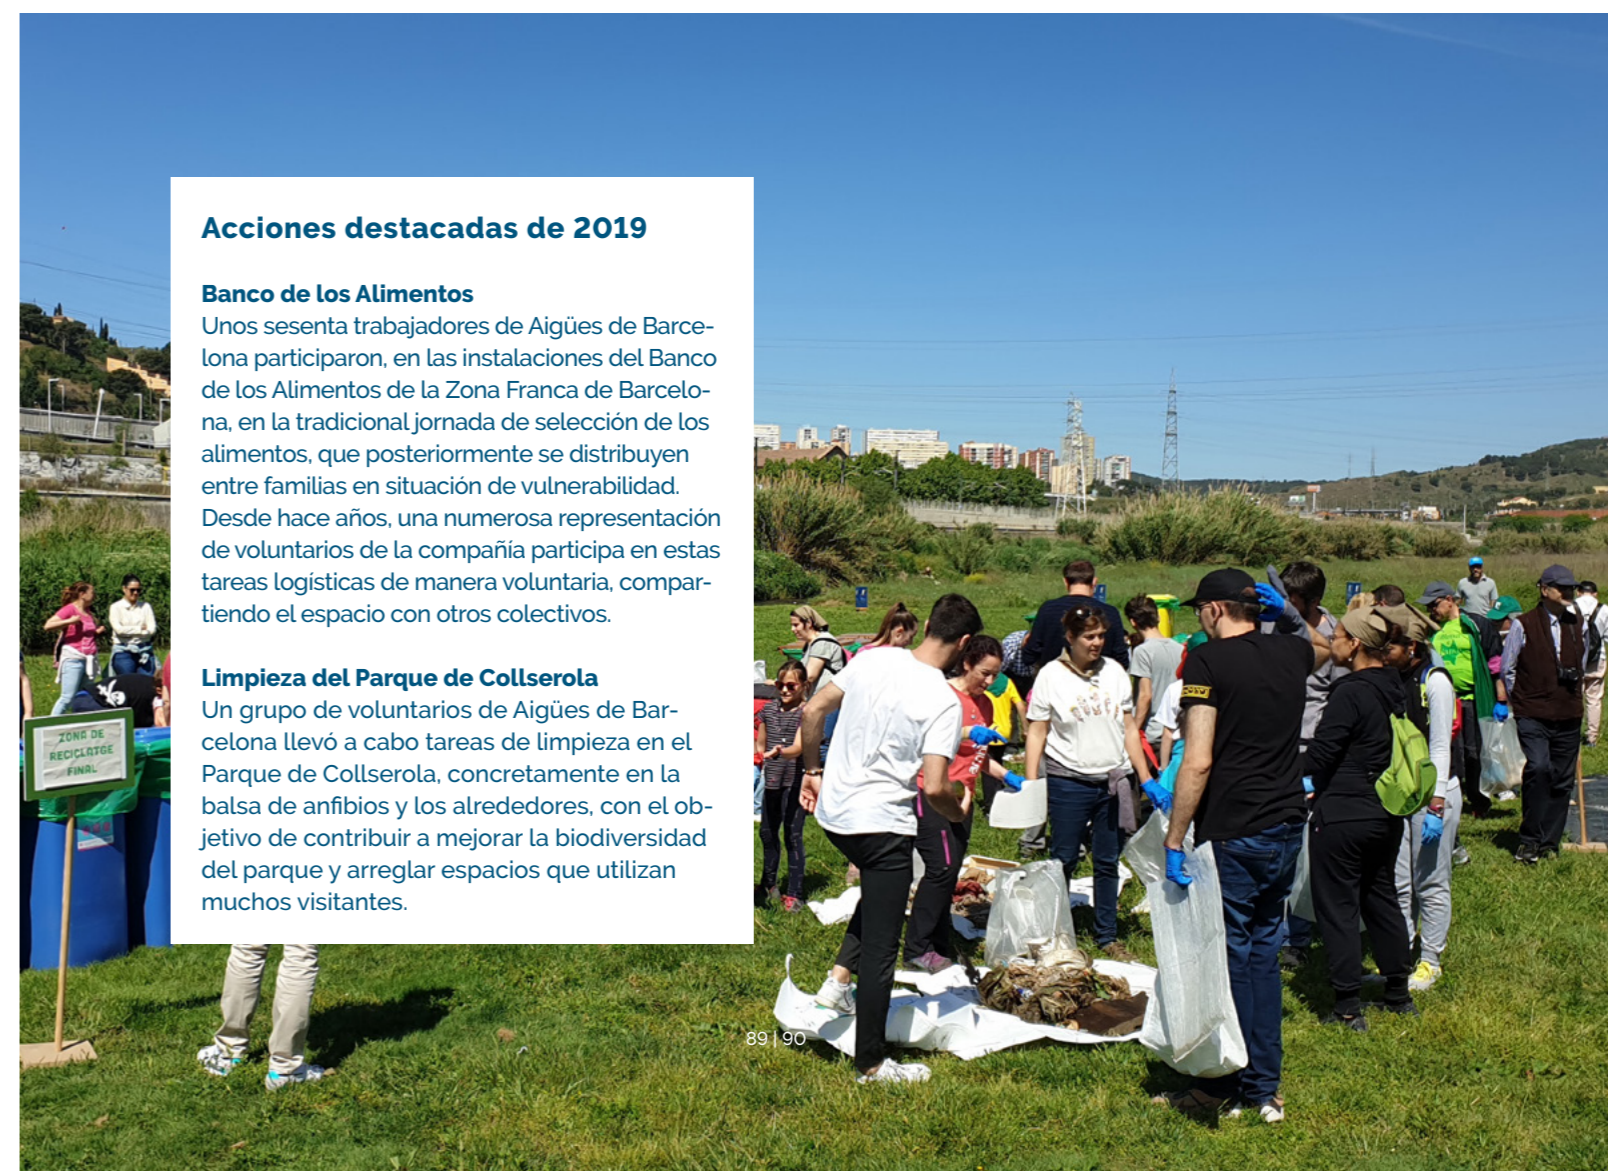 Acciones destacadas de 2019
Banco de los Alimentos
Unos sesenta trabajadores de Aigües de Barce-
lona participaron, en las instalaciones del Banco
de los Alimentos de la Zona Franca de Barcelo-
na, en la tradicional jornada de selección de los
alimentos, que posteriormente se distribuyen
entre familias en situación de vulnerabilidad.
Desde hace años, una numerosa representación
de voluntarios de la compañía participa en estas
tareas logísticas de manera voluntaria, compar-
tiendo el espacio con otros colectivos.
Limpieza del Parque de Collserola
Un grupo de voluntarios de Aigües de Bar-
celona llevó a cabo tareas de limpieza en el
Parque de Collserola, concretamente en la
balsa de anfibios y los alrededores, con el ob-
jetivo de contribuir a mejorar la biodiversidad
del parque y arreglar espacios que utilizan
muchos visitantes.
ZONA DE
RECICLATGE
FINAL
89 | 90